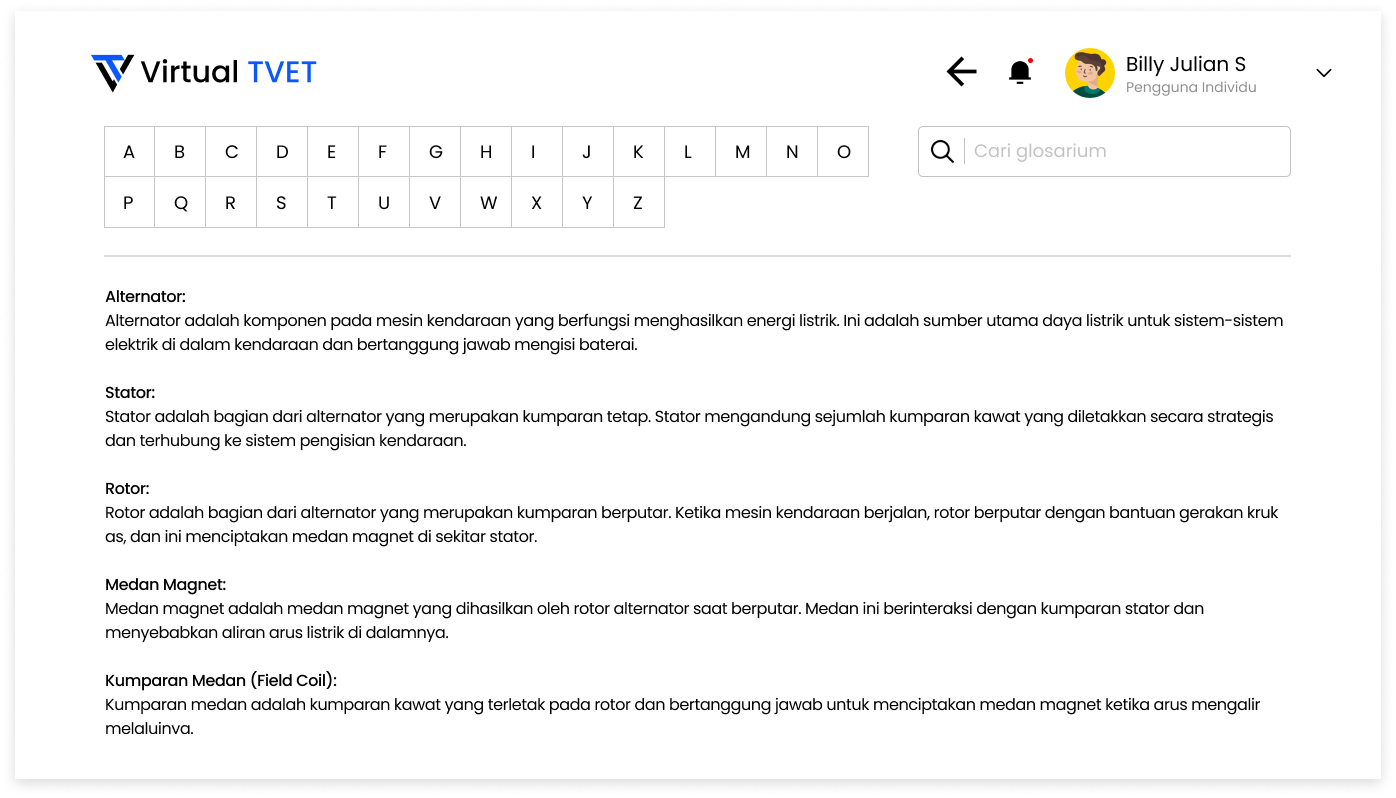 Virtual TVET
Billy Julian S
Pengguna Individu
A B C D E F G H I J K L M N O
Cari glosarium
P Q R S T U V W X Y Z
Alternator:
Alternator adalah komponen pada mesin kendaraan yang berfungsi menghasilkan energi listrik. Ini adalah sumber utama daya listrik untuk sistem-sistem
elektrik di dalam kendaraan dan bertanggung jawab mengisi baterai.
Stator:
Stator adalah bagian dari alternator yang merupakan kumparan tetap. Stator mengandung sejumlah kumparan kawat yang diletakkan secara strategis
dan terhubung ke sistem pengisian kendaraan.
Rotor:
Rotor adalah bagian dari alternator yang merupakan kumparan berputar. Ketika mesin kendaraan berjalan, rotor berputar dengan bantuan gerakan kruk
as, dan ini menciptakan medan magnet di sekitar stator.
Medan Magnet:
Medan magnet adalah medan magnet yang dihasilkan oleh rotor alternator saat berputar. Medan ini berinteraksi dengan kumparan stator dan
menyebabkan aliran arus listrik di dalamnya.
Kumparan Medan (Field Coil):
Kumparan medan adalah kumparan kawat yang terletak pada rotor dan bertanggung jawab untuk menciptakan medan magnet ketika arus mengalir
melaluinya.